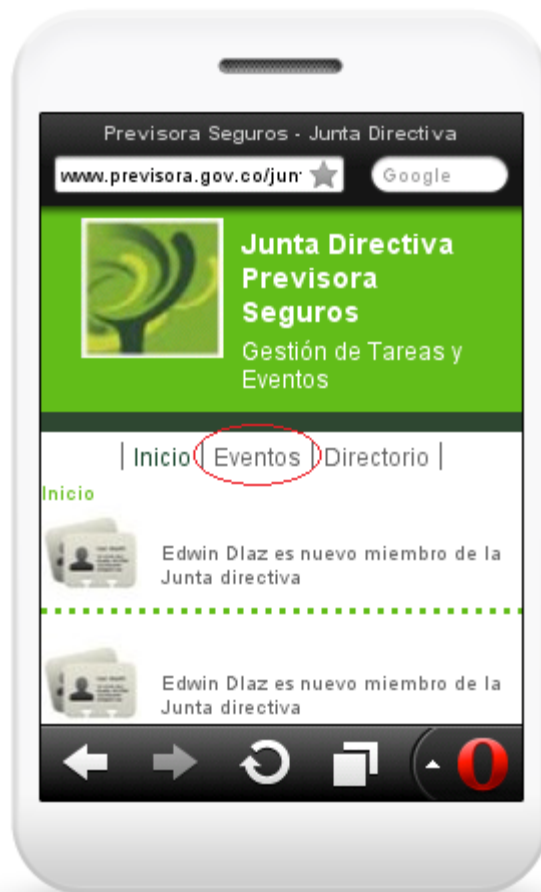 Previsora Seguros - Junta Directiva
www.previsora.gov.co/jun
Google
Junta Directiva
Previsora
Seguros
Gestión de Tareas y
Eventos
| Inicio | Eventos | Directorio |
Inicio
Edwin DIaz es nuevo miembro de la
Junta directiva
Edwin DIaz es nuevo miembro de la
Junta directiva